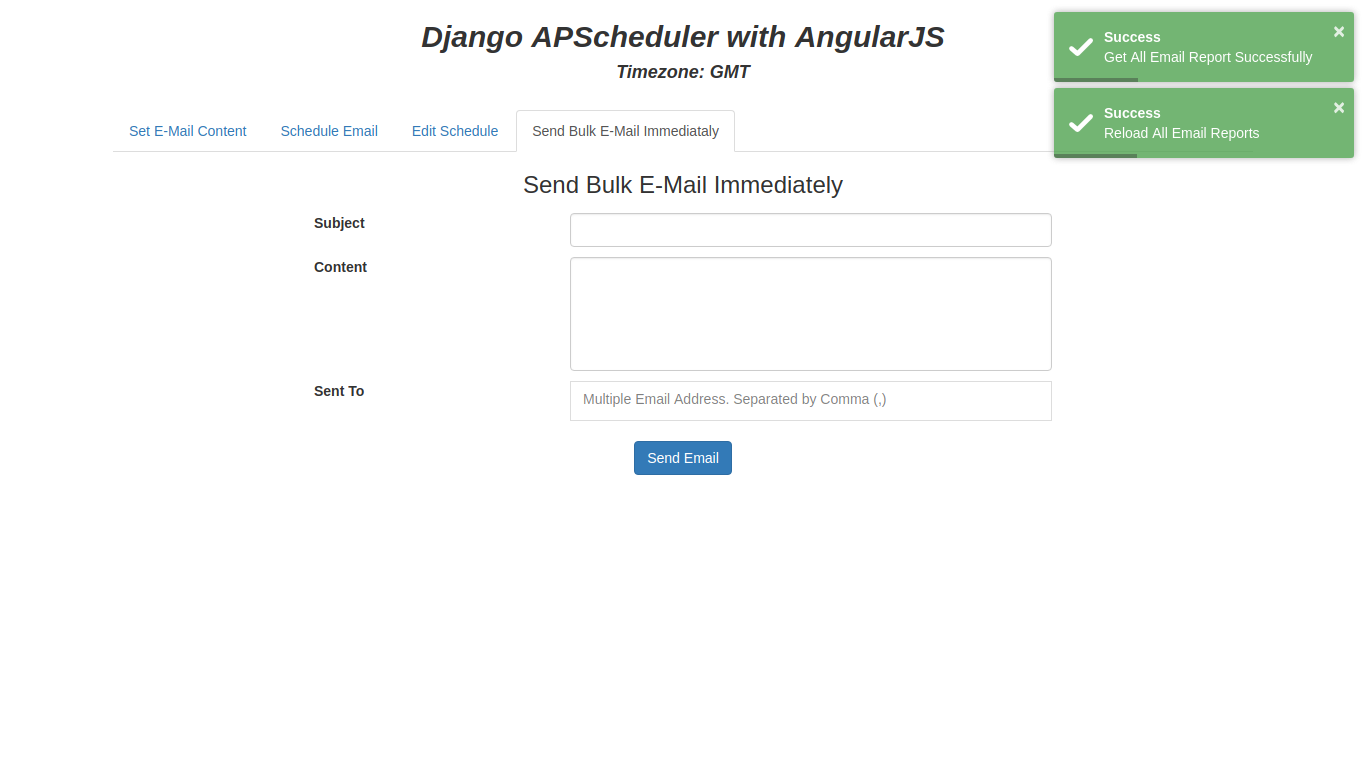 Django APScheduler with AngularJS
Timezone: GMT
Success
Get All Email Report Successfully
×
Success
Reload All Email Reports
×
Set E-Mail Content
Schedule Email
Edit Schedule
Send Bulk E-Mail Immediataly
Send Bulk E-Mail Immediately
Subject
Content
Sent To
Multiple Email Address. Separated by Comma (,)
Send Email